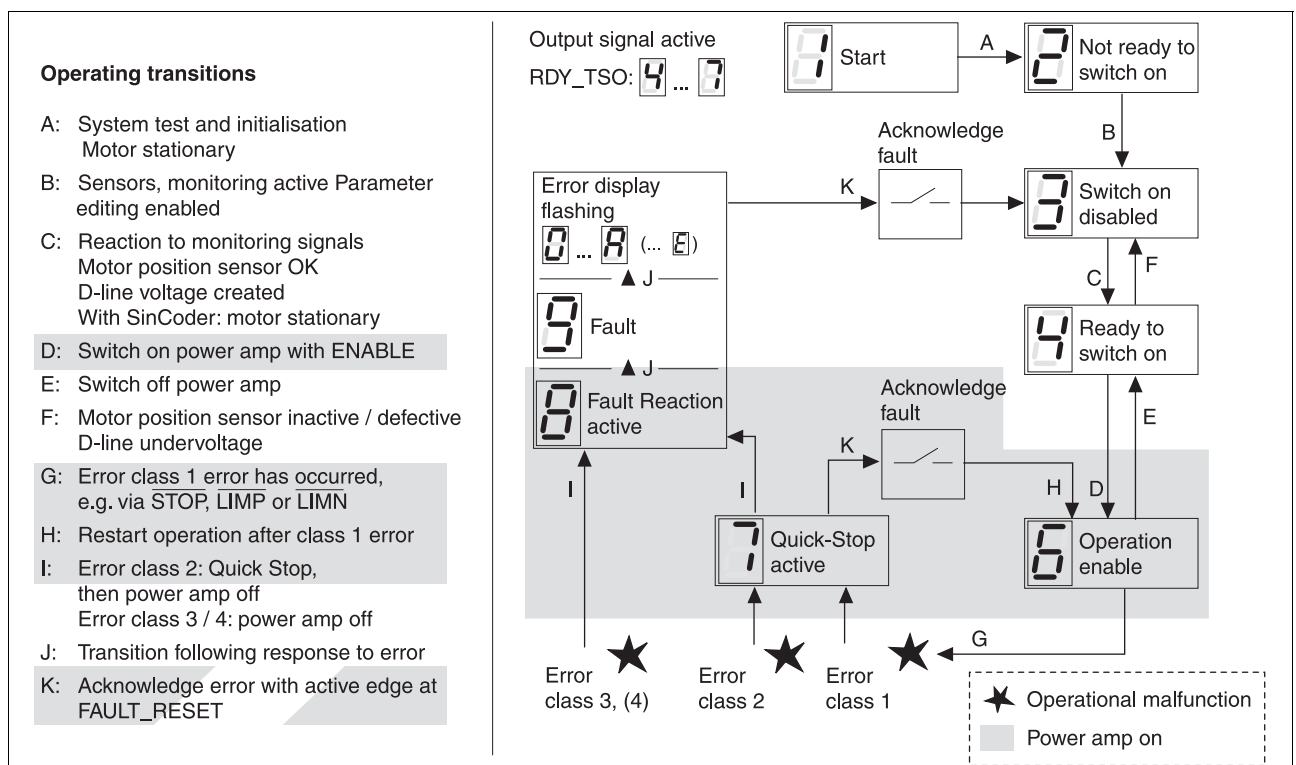 Operating transitions
A: System test and initialisation
Motor stationary
B: Sensors, monitoring active Parameter
editing enabled
C: Reaction to monitoring signals
Motor position sensor OK
D-line voltage created
With SinCoder: motor stationary
D: Switch on power amp with ENABLE
E: Switch off power amp
F: Motor position sensor inactive / defective
D-line undervoltage
G: Error class 1 error has occurred,
e.g. via STOP, LIMP or LIMN
H: Restart operation after class 1 error
I: Error class 2: Quick Stop,
then power amp off
Error class 3 / 4: power amp off
J: Transition following response to error
K: Acknowledge error with active edge at
FAULT_RESET
Output signal active
RDY_TSO: 4 ... 7
1 Start
A
2 Not ready to
switch on
B
Acknowledge
fault
K
3 Switch on
disabled
Error display
flashing
0 ... A (... E)
J
9 Fault
J
8 Fault Reaction
active
C
F
4 Ready to
switch on
Acknowledge
fault
K
E
I
I
H
D
7 Quick-Stop
active
6 Operation
enable
G
Error
class 3, (4)
Error
class 2
Error
class 1
Operational malfunction
Power amp on